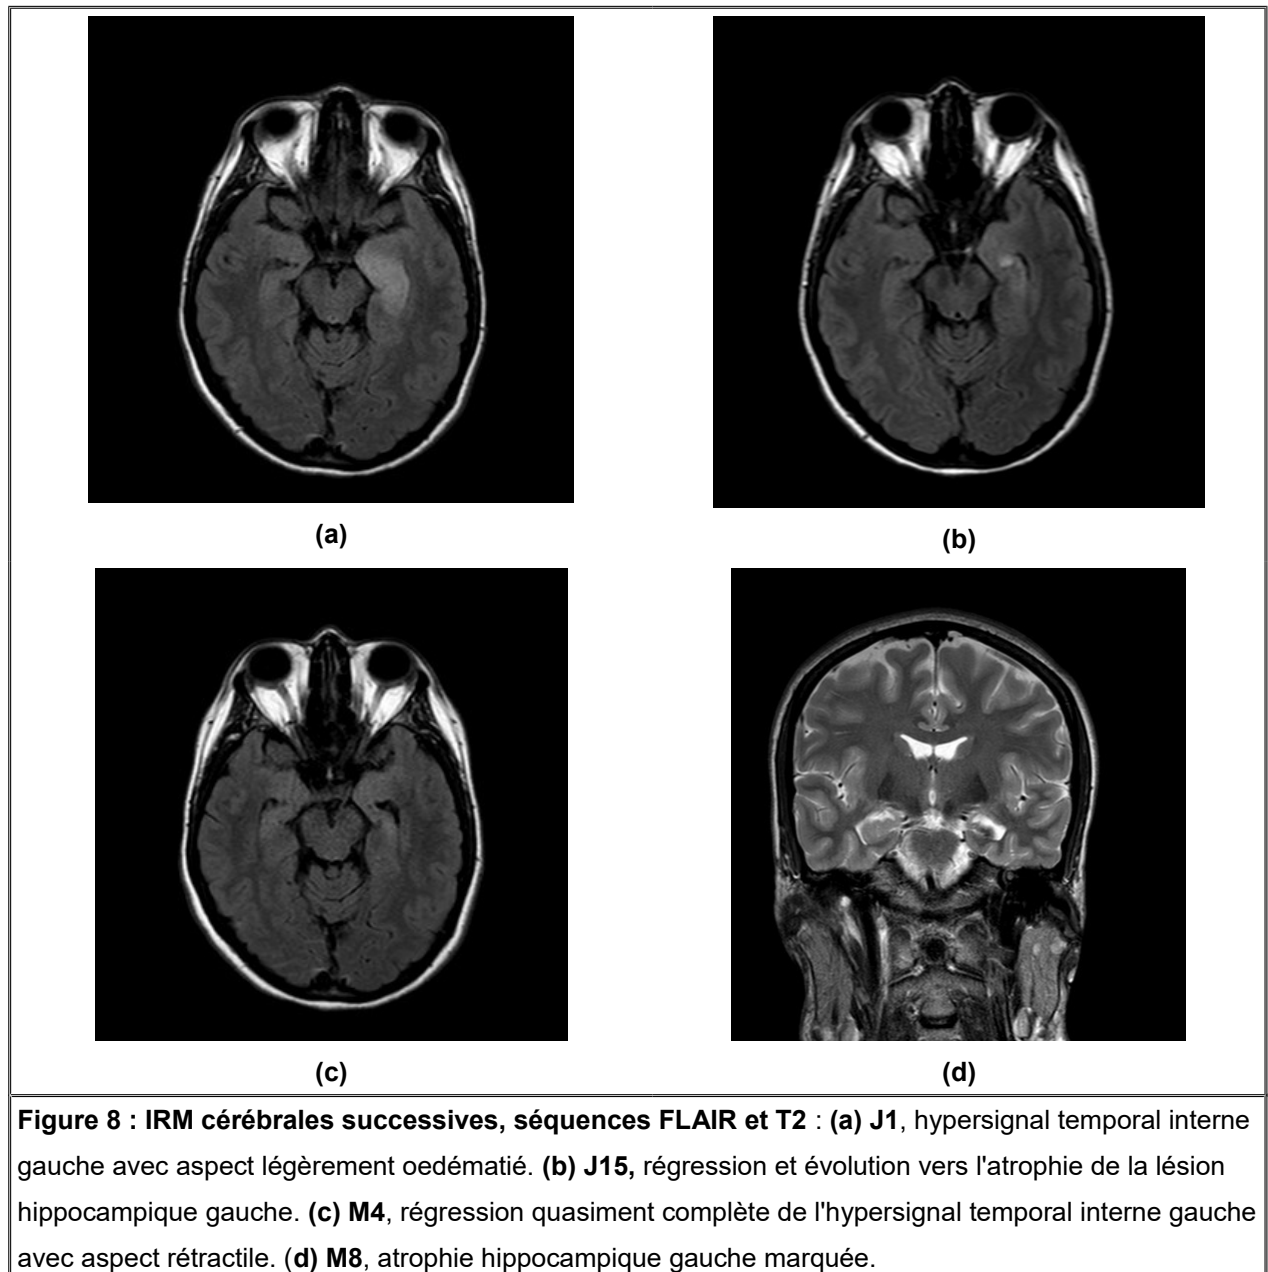 (a)
(b)
(c)
(d)
Figure 8 : IRM cérébrales successives, séquences FLAIR et T2 : (a) J1, hypersignal temporal interne
gauche avec aspect légèrement oedématié. (b) J15, régression et évolution vers l'atrophie de la lésion
hippocampique gauche. (c) M4, régression quasiment complète de l'hypersignal temporal interne gauche
avec aspect rétractile. (d) M8, atrophie hippocampique gauche marquée.